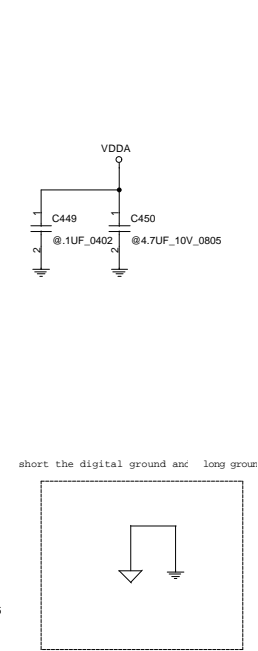 VDDA
1
C449
1
C450
@.1UF_0402
@4.7UF_10V_0805
2
2
short the digital ground and long groun